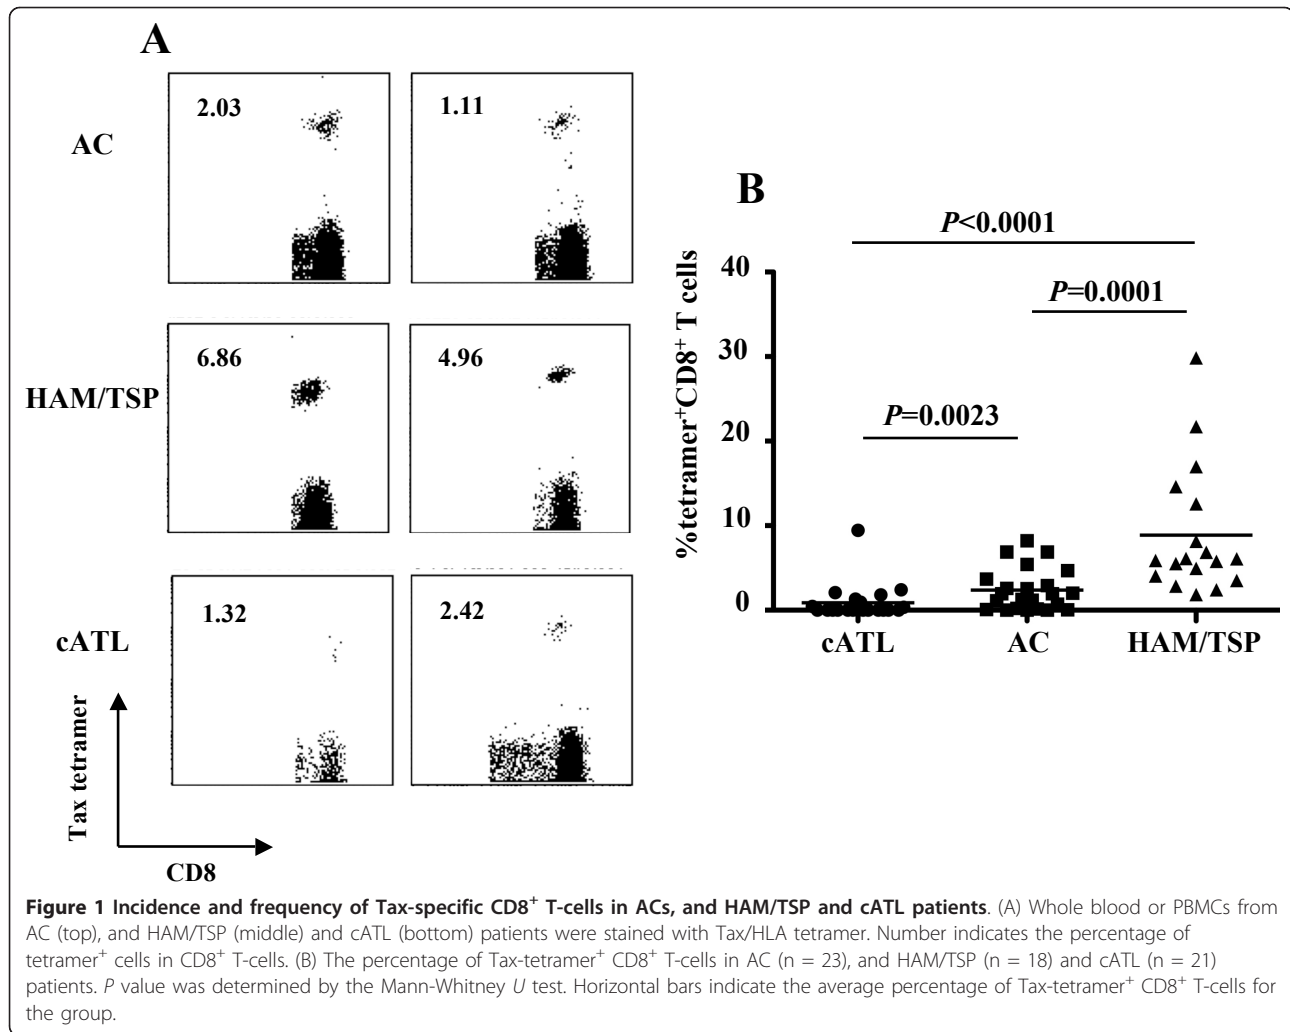 A
AC
2.03
1.11
HAM/TSP
6.86
4.96
cATL
1.32
2.42
Tax tetramer
CD8
B
P<0.0001
P=0.0001
P=0.0023
%tetramer⁺CD8⁺ T cells
40
30
20
10
0
cATL
AC
HAM/TSP
Figure 1 Incidence and frequency of Tax-specific CD8⁺ T-cells in ACs, and HAM/TSP and cATL patients. (A) Whole blood or PBMCs from
AC (top), and HAM/TSP (middle) and cATL (bottom) patients were stained with Tax/HLA tetramer. Number indicates the percentage of
tetramer⁺ cells in CD8⁺ T-cells. (B) The percentage of Tax-tetramer⁺ CD8⁺ T-cells in AC (n = 23), and HAM/TSP (n = 18) and cATL (n = 21)
patients. P value was determined by the Mann-Whitney U test. Horizontal bars indicate the average percentage of Tax-tetramer⁺ CD8⁺ T-cells for
the group.